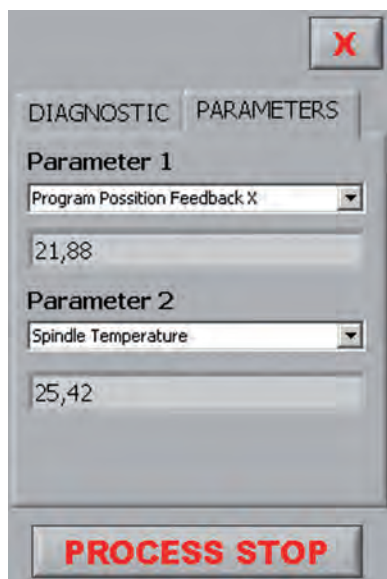 X
DIAGNOSTIC PARAMETERS
Parameter 1
Program Possition Feedback X
21,88
Parameter 2
Spindle Temperature
25,42
PROCESS STOP